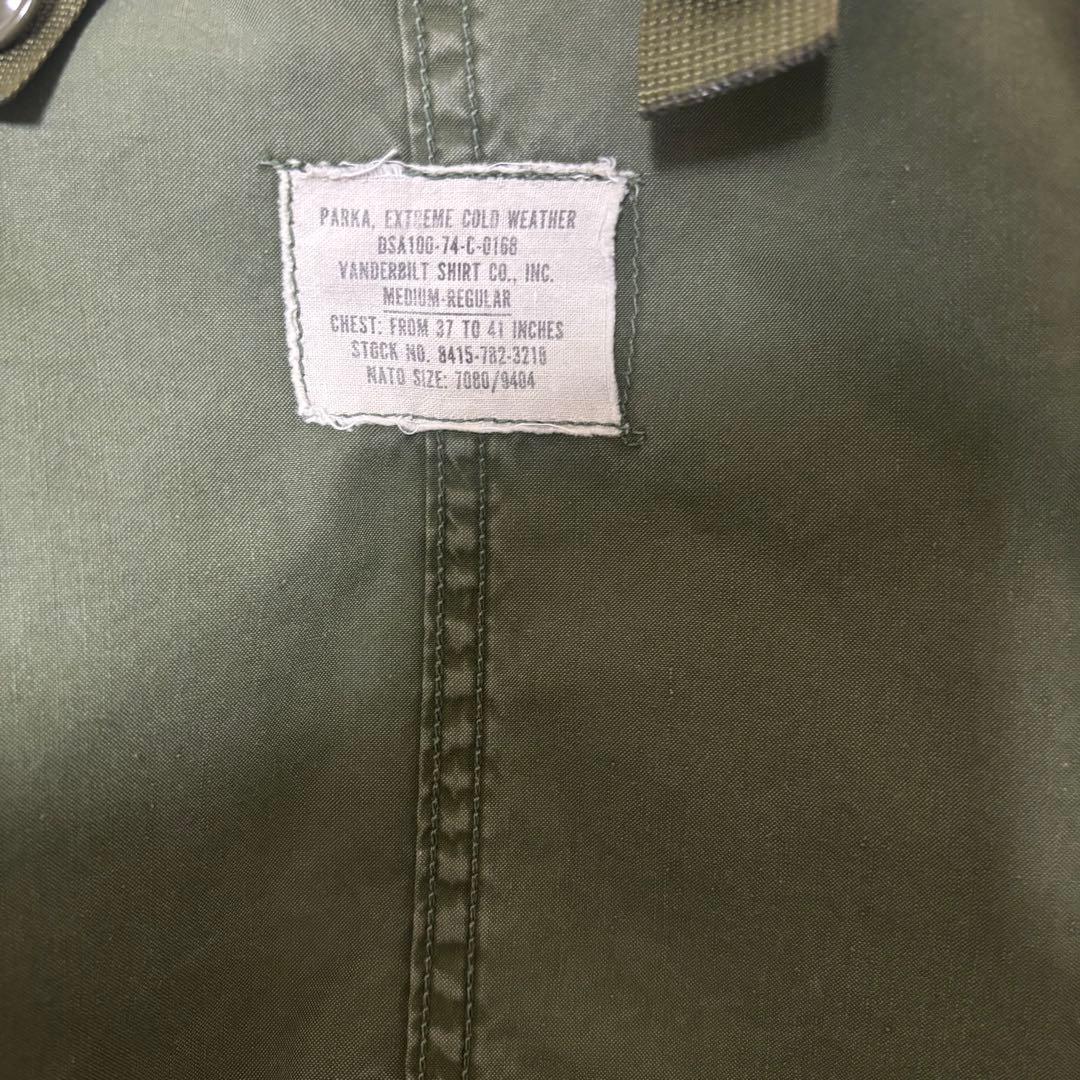 PARKA, EXTREME COLD WEATHER
DSA100-74-C-0168
VANDERBILT SHIRT CO., INC.
MEDIUM-REGULAR
CHEST: FROM 37 TO 41 INCHES
STOCK NO. 8415-782-3218
NATO SIZE: 7080/9404